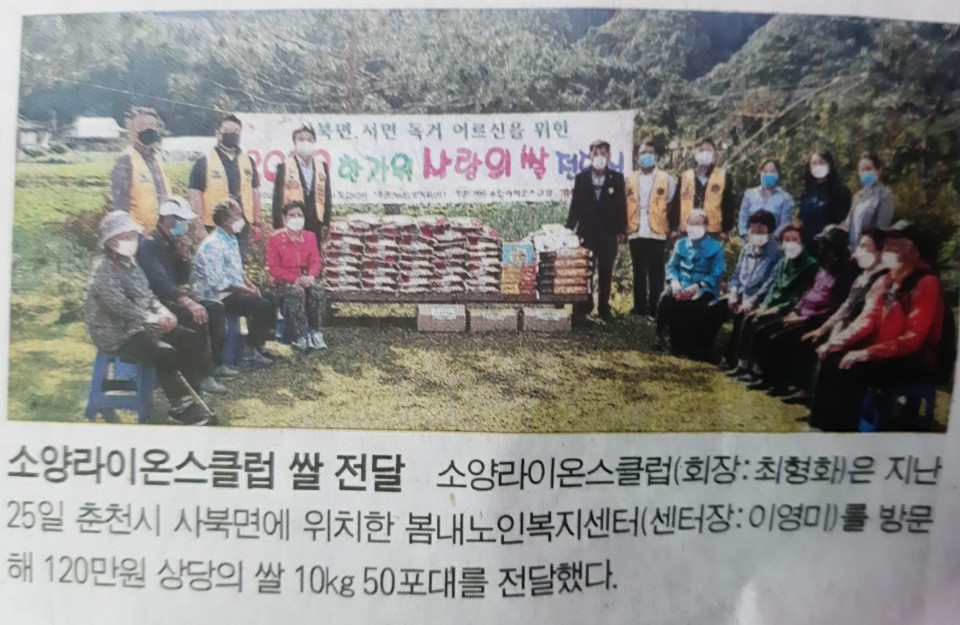 사북면.서면 독거 어르신을 위한
한가위 사랑의 쌀
소양라이온스클럽 쌀 전달 소양라이온스클럽(회장:최형화)은 지난
25일 춘천시 사북면에 위치한 봄내노인복지센터(센터장:이영미)를 방문
해 120만원 상당의 쌀 10kg 50포대를 전달했다.